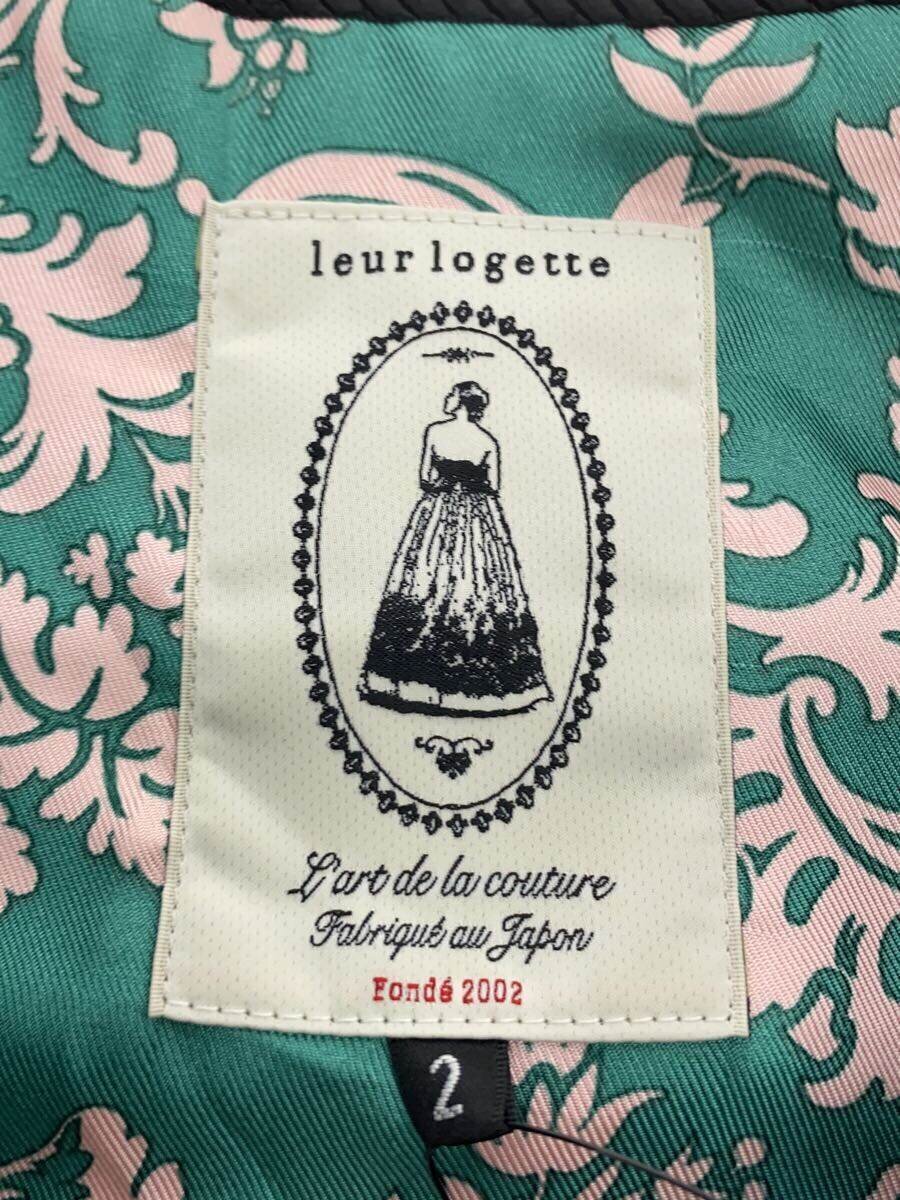 leur logette
L'art de la couture
Fabriqué au Japon
Fondé 2002
2